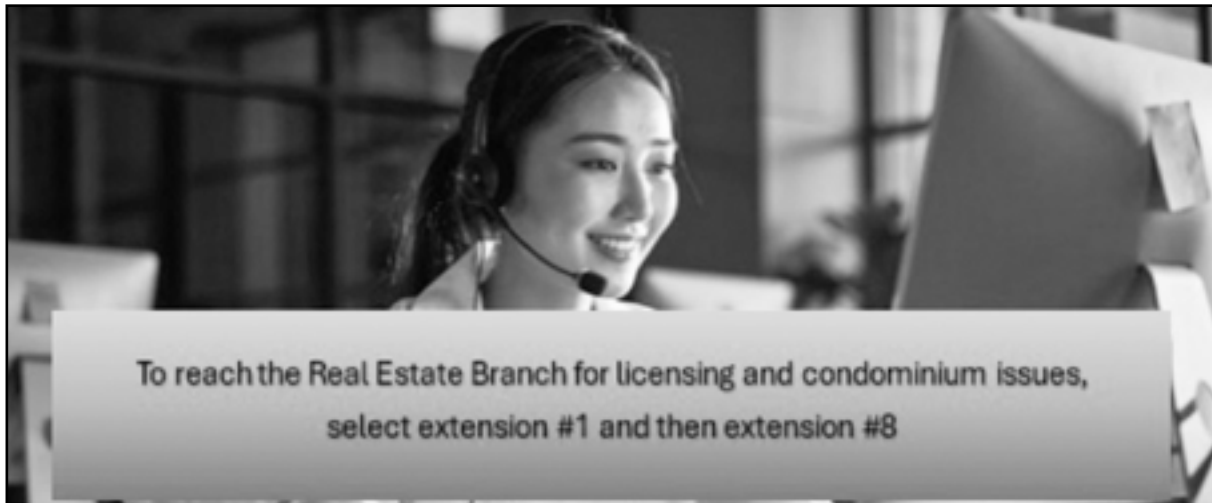 To reach the Real Estate Branch for licensing and condominium issues,
select extension #1 and then extension #8